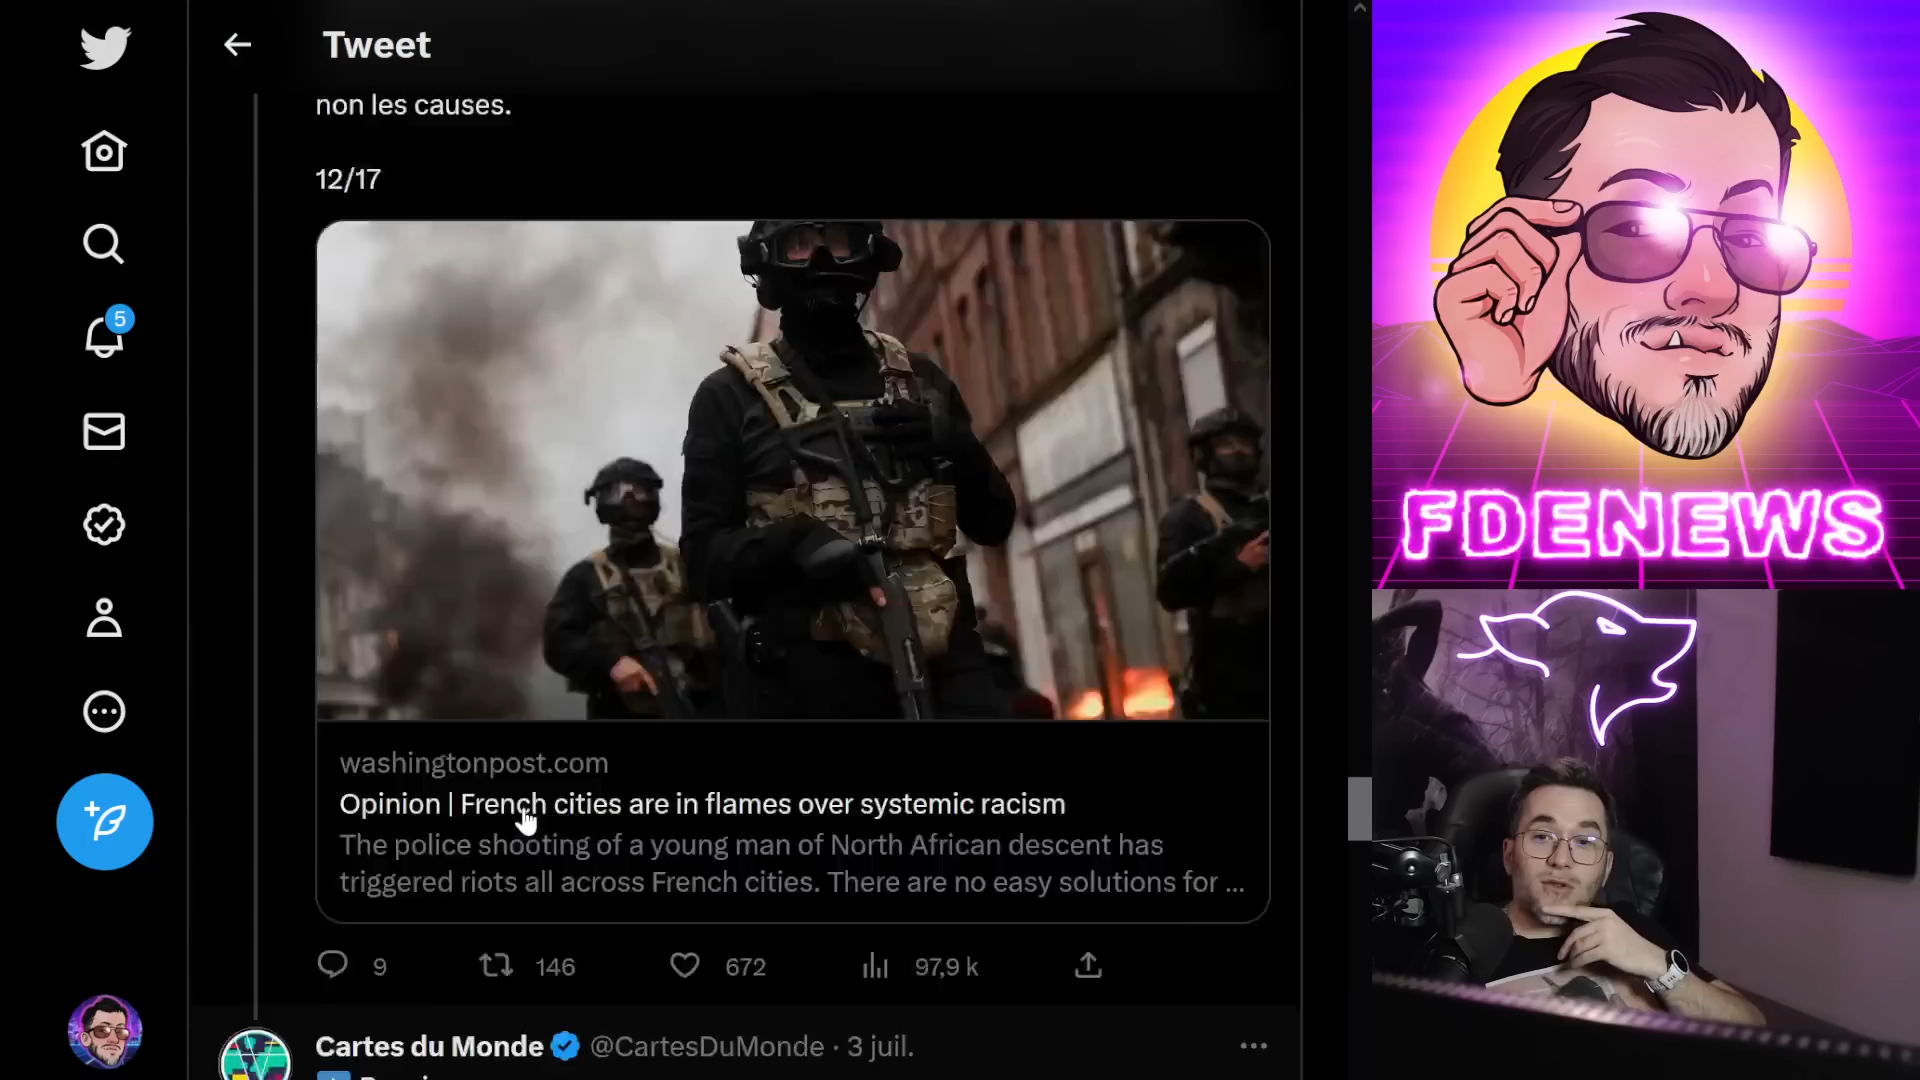 Tweet
non les causes.
12/17
5
washingtonpost.com
Opinion | French cities are in flames over systemic racism
The police shooting of a young man of North African descent has
triggered riots all across French cities. There are no easy solutions for ...
9
146
672
97,9 k
Cartes du Monde @CartesDuMonde · 3 juil.
FDENEWS